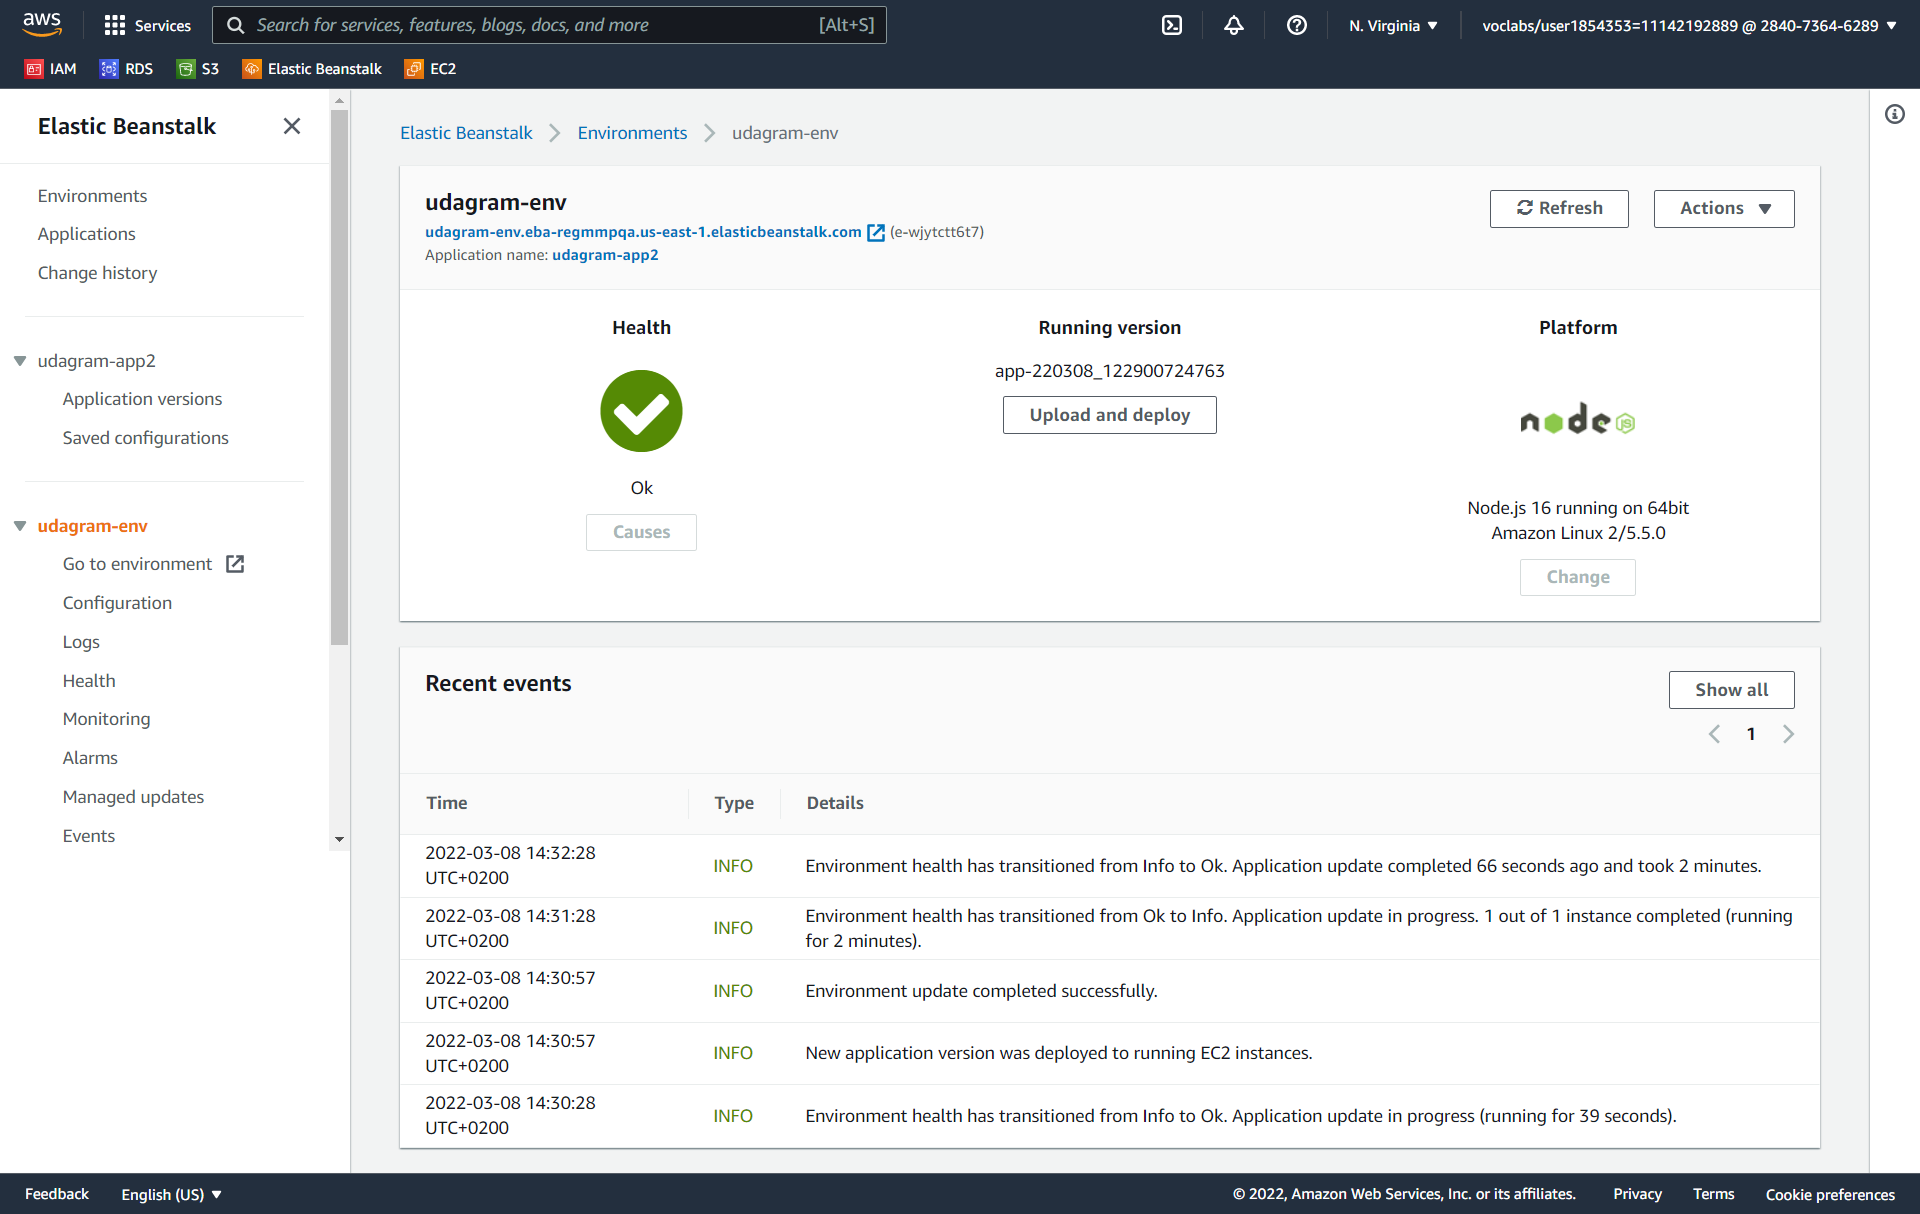 aws
Services
Search for services, features, blogs, docs, and more
[Alt+S]
N. Virginia
voclabs/user1854353=11142192889 @ 2840-7364-6289
IAM
RDS
S3
Elastic Beanstalk
EC2
Elastic Beanstalk
Environments
Applications
Change history
udagram-app2
Application versions
Saved configurations
udagram-env
Go to environment
Configuration
Logs
Health
Monitoring
Alarms
Managed updates
Events
Elastic Beanstalk
Environments
udagram-env
udagram-env
udagram-env.eba-regmmpqa.us-east-1.elasticbeanstalk.com (e-wjytctt6t7)
Application name: udagram-app2
Refresh
Actions
Health
Ok
Causes
Running version
app-220308_122900724763
Upload and deploy
Platform
node JS
Node.js 16 running on 64bit
Amazon Linux 2/5.5.0
Change
Recent events
Show all
1
Time
Type
Details
2022-03-08 14:32:28
UTC+0200
INFO
Environment health has transitioned from Info to Ok. Application update completed 66 seconds ago and took 2 minutes.
2022-03-08 14:31:28
UTC+0200
INFO
Environment health has transitioned from Ok to Info. Application update in progress. 1 out of 1 instance completed (running
for 2 minutes).
2022-03-08 14:30:57
UTC+0200
INFO
Environment update completed successfully.
2022-03-08 14:30:57
UTC+0200
INFO
New application version was deployed to running EC2 instances.
2022-03-08 14:30:28
UTC+0200
INFO
Environment health has transitioned from Info to Ok. Application update in progress (running for 39 seconds).
Feedback
English (US)
© 2022, Amazon Web Services, Inc. or its affiliates.
Privacy
Terms
Cookie preferences